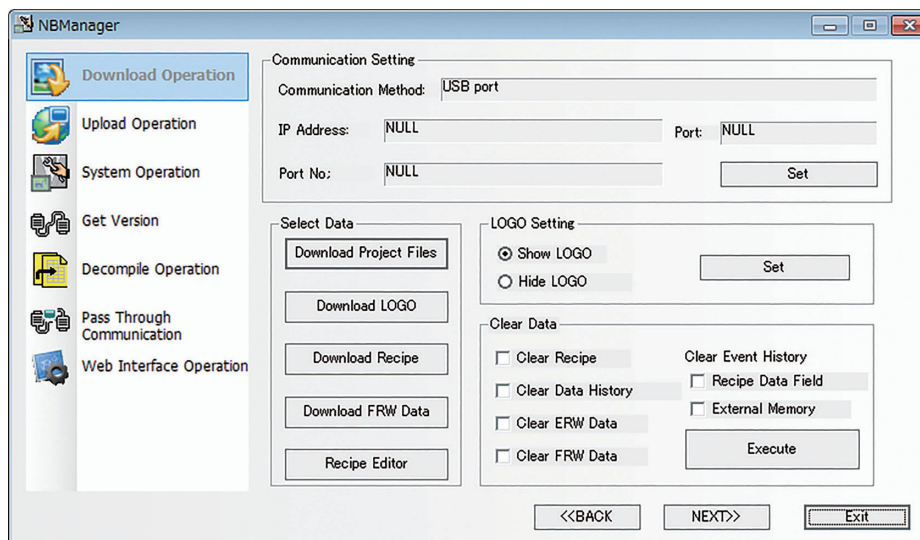 NBManager
Download Operation
Upload Operation
System Operation
Get Version
Decompile Operation
Pass Through
Communication
Web Interface Operation
Communication Setting
Communication Method: USB port
IP Address: NULL Port: NULL
Port No; NULL Set
Select Data
Download Project Files
Download LOGO
Download Recipe
Download FRW Data
Recipe Editor
LOGO Setting
Show LOGO
Hide LOGO
Set
Clear Data
Clear Recipe
Clear Data History
Clear ERW Data
Clear FRW Data
Clear Event History
Recipe Data Field
External Memory
Execute
<<BACK NEXT>> Exit